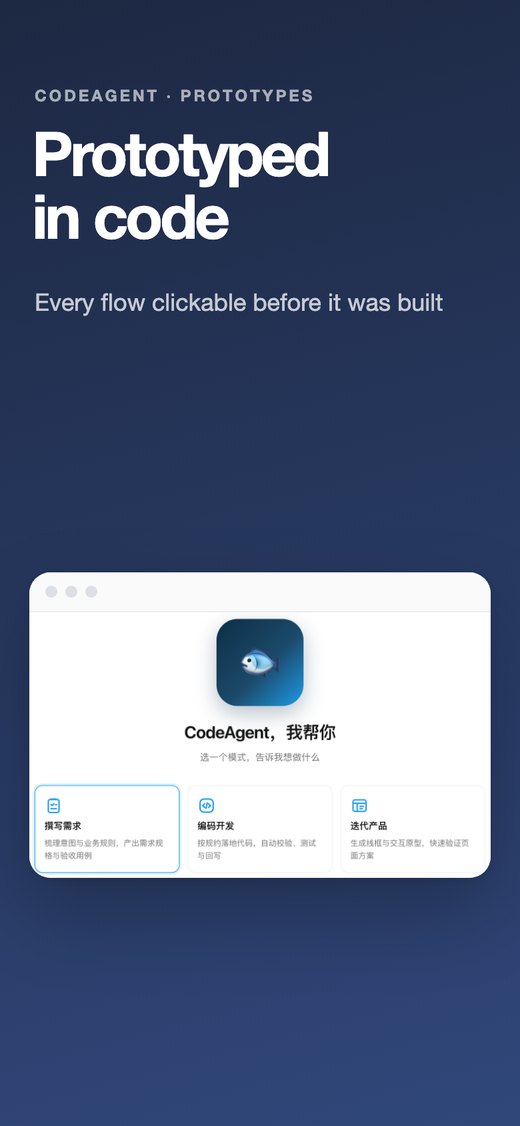 CODEAGENT · PROTOTYPES
Prototyped
in code
Every flow clickable before it was built
CodeAgent，我帮你
选一个模式，告诉我想做什么
撰写需求
梳理意图与业务规则，产出需求规
格与验收用例
编码开发
按规约落地代码，自动校验、测试
与回写
迭代产品
生成线框与交互原型，快速验证页
面方案